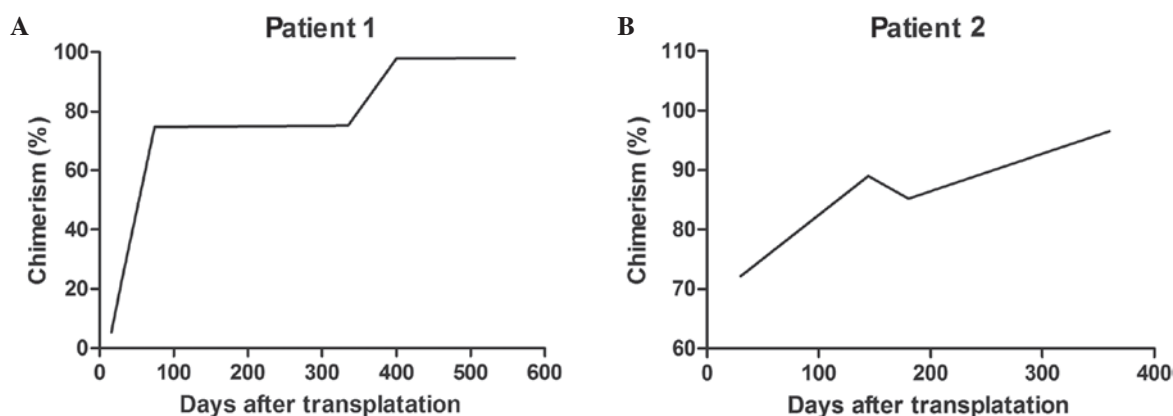 A
Patient 1
Chimerism (%)
100
80
60
40
20
0
0 100 200 300 400 500 600
Days after transplatation
B
Patient 2
Chimerism (%)
110
100
90
80
70
60
0 100 200 300 400
Days after transplatation